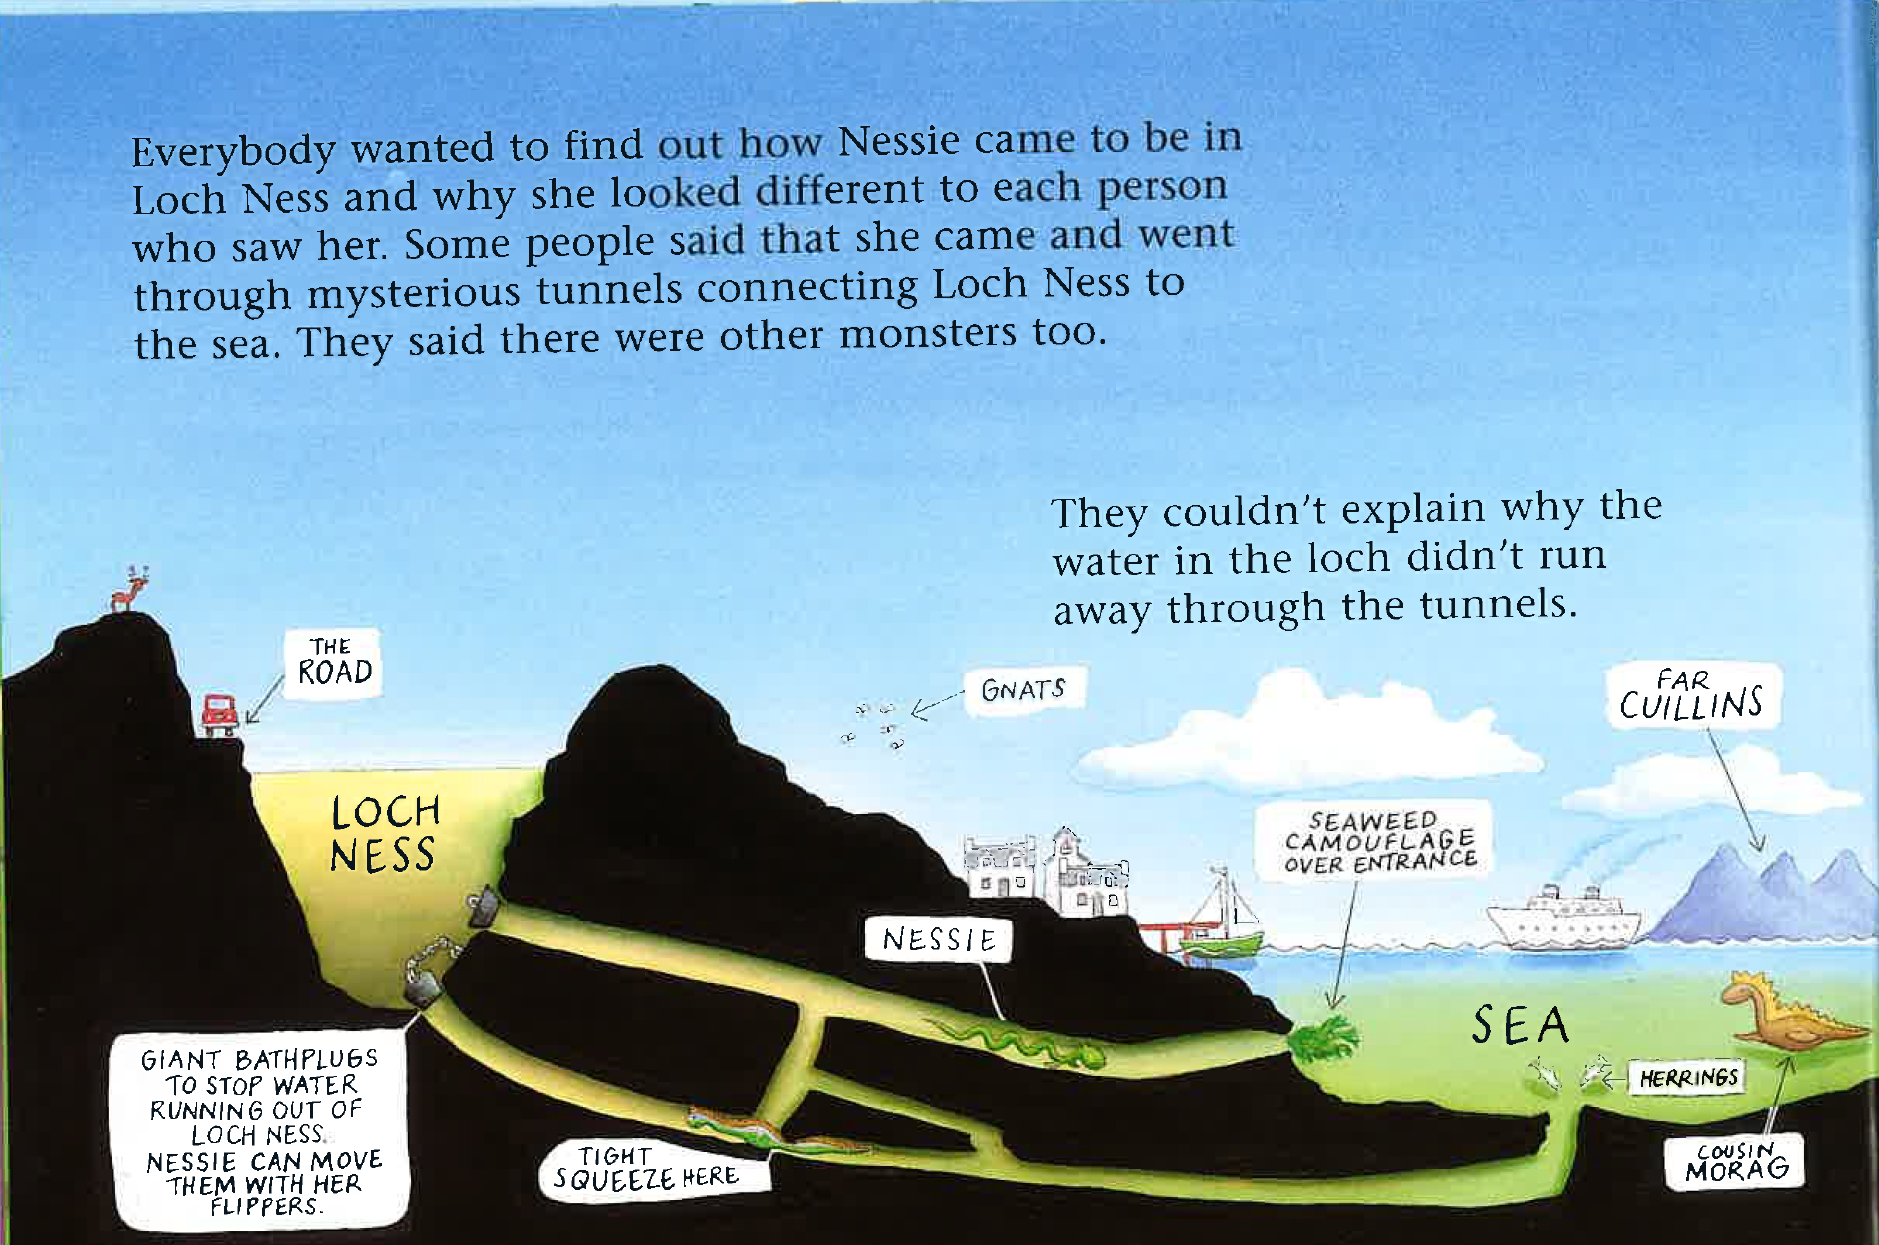 Everybody wanted to find out how Nessie came to be in
Loch Ness and why she looked different to each person
who saw her. Some people said that she came and went
through mysterious tunnels connecting Loch Ness to
the sea. They said there were other monsters too.
They couldn't explain why the
water in the loch didn't run
away through the tunnels.
THE
ROAD
GNATS
FAR
CUILLINS
LOCH
NESS
SEAWEED
CAMOUFLAGE
OVER ENTRANCE
NESSIE
SEA
HERRINGS
GIANT BATHPLUGS
TO STOP WATER
RUNNING OUT OF
LOCH NESS.
NESSIE CAN MOVE
THEM WITH HER
FLIPPERS.
TIGHT
SQUEEZE HERE
COUSIN
MORAG